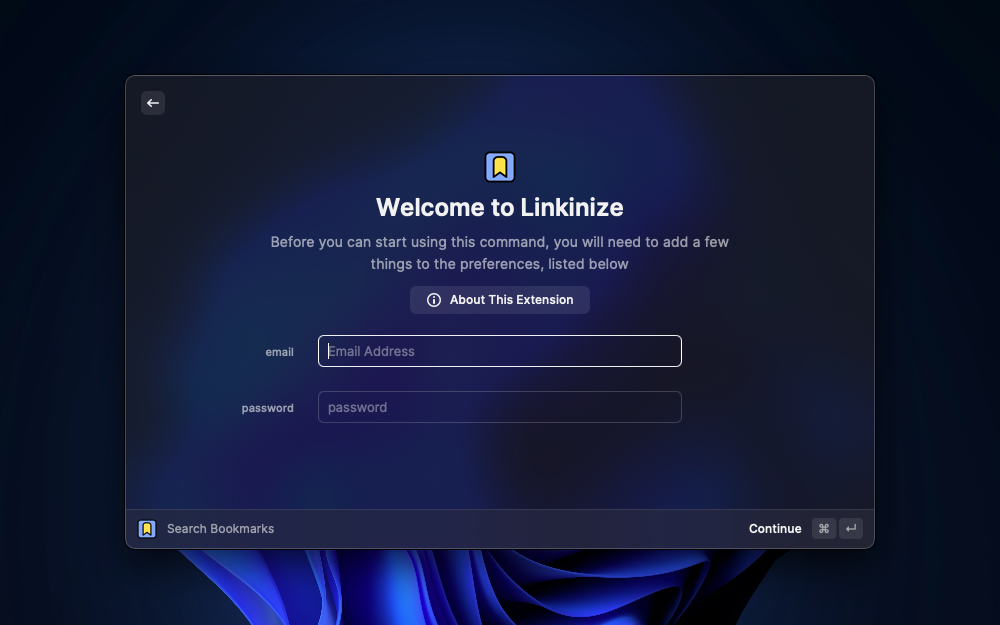 Welcome to Linkinize
Before you can start using this command, you will need to add a few
things to the preferences, listed below
About This Extension
email
Email Address
password
password
Search Bookmarks
Continue ⌘ ↵